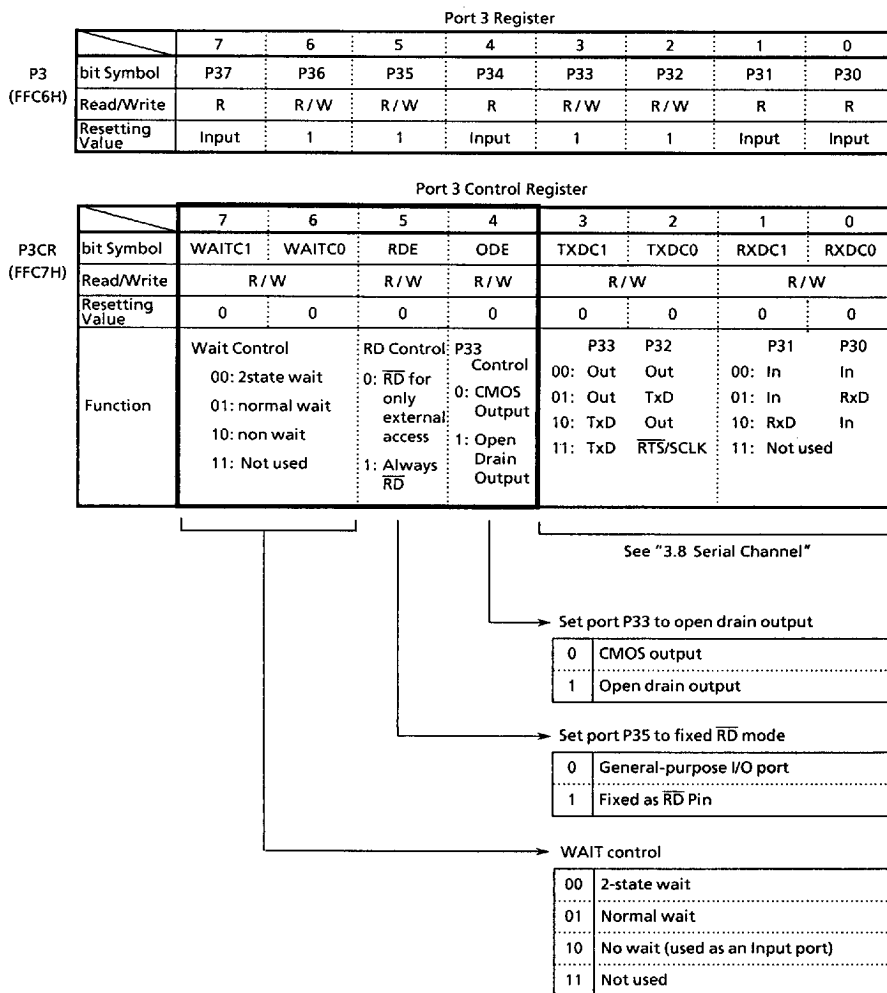 Port 3 Register
7 6 5 4 3 2 1 0
P3 bit Symbol P37 P36 P35 P34 P33 P32 P31 P30
(FFC6H) Read/Write R R/W R/W R R/W R/W R R
Resetting Value Input 1 1 Input 1 1 Input Input
Port 3 Control Register
7 6 5 4 3 2 1 0
P3CR bit Symbol WAITC1 WAITC0 RDE ODE TXDC1 TXDC0 RXDC1 RXDC0
(FFC7H) Read/Write R/W R/W R/W R/W R/W
Resetting Value 0 0 0 0 0 0 0 0
Function
Wait Control
00: 2state wait
01: normal wait
10: non wait
11: Not used
RD Control
0: RD for
only
external
access
1: Always
RD
P33
Control
0: CMOS
Output
1: Open
Drain
Output
P33 P32
00: Out Out
01: Out TxD
10: TxD Out
11: TxD RTS/SCLK
P31 P30
00: In In
01: In RxD
10: RxD In
11: Not used
See "3.8 Serial Channel"
Set port P33 to open drain output
0 CMOS output
1 Open drain output
Set port P35 to fixed RD mode
0 General-purpose I/O port
1 Fixed as RD Pin
WAIT control
00 2-state wait
01 Normal wait
10 No wait (used as an Input port)
11 Not used